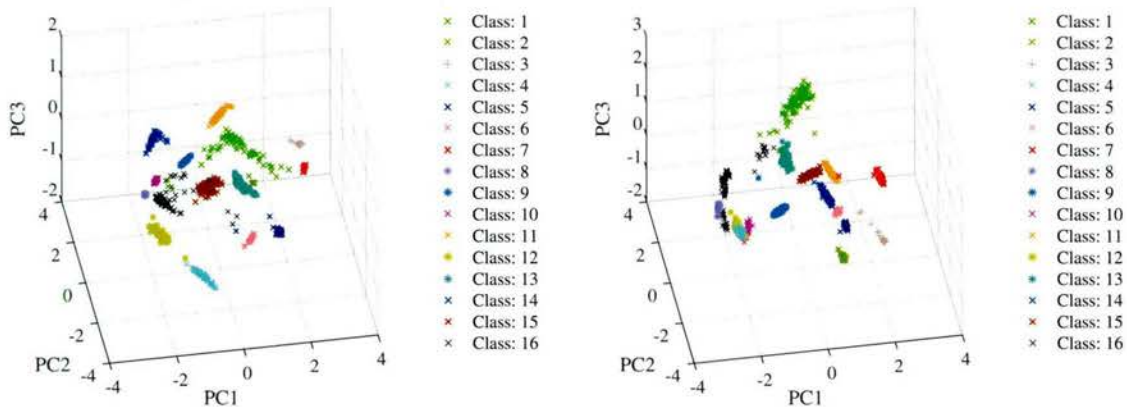 2
1
0
-1
-2
PC3
4
2
0
-2
-4
PC2
-4
-2
0
2
4
PC1
Class: 1
Class: 2
Class: 3
Class: 4
Class: 5
Class: 6
Class: 7
Class: 8
Class: 9
Class: 10
Class: 11
Class: 12
Class: 13
Class: 14
Class: 15
Class: 16
3
2
1
0
-1
-2
PC3
4
2
0
-2
-4
PC2
-4
-2
0
2
4
PC1
Class: 1
Class: 2
Class: 3
Class: 4
Class: 5
Class: 6
Class: 7
Class: 8
Class: 9
Class: 10
Class: 11
Class: 12
Class: 13
Class: 14
Class: 15
Class: 16